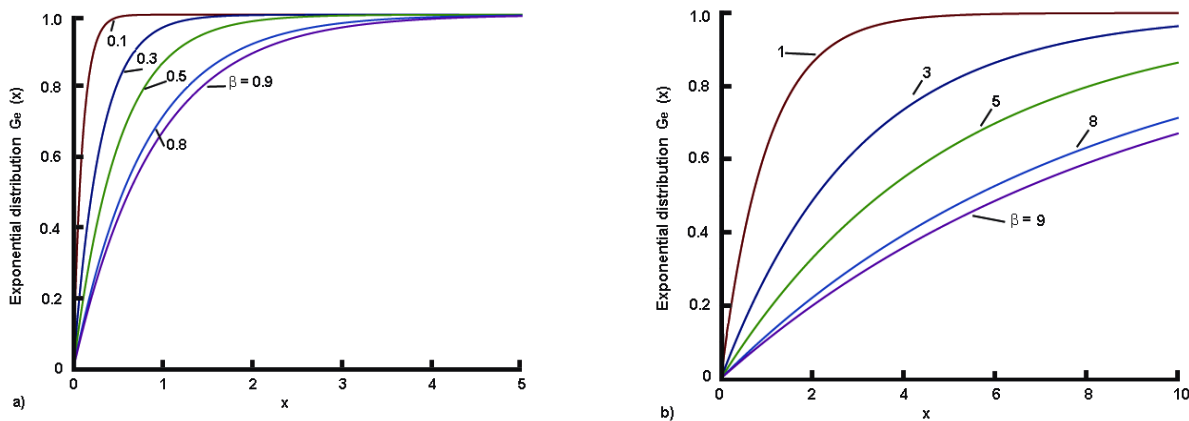 Exponential distribution Ge (x)
1.0
0.8
0.6
0.4
0.2
0
0.1
0.3
0.5
β = 0.9
0.8
0 1 2 3 4 5
x
a)
Exponential distribution Ge (x)
1.0
0.8
0.6
0.4
0.2
0
1
3
5
8
β = 9
0 2 4 6 8 10
x
b)